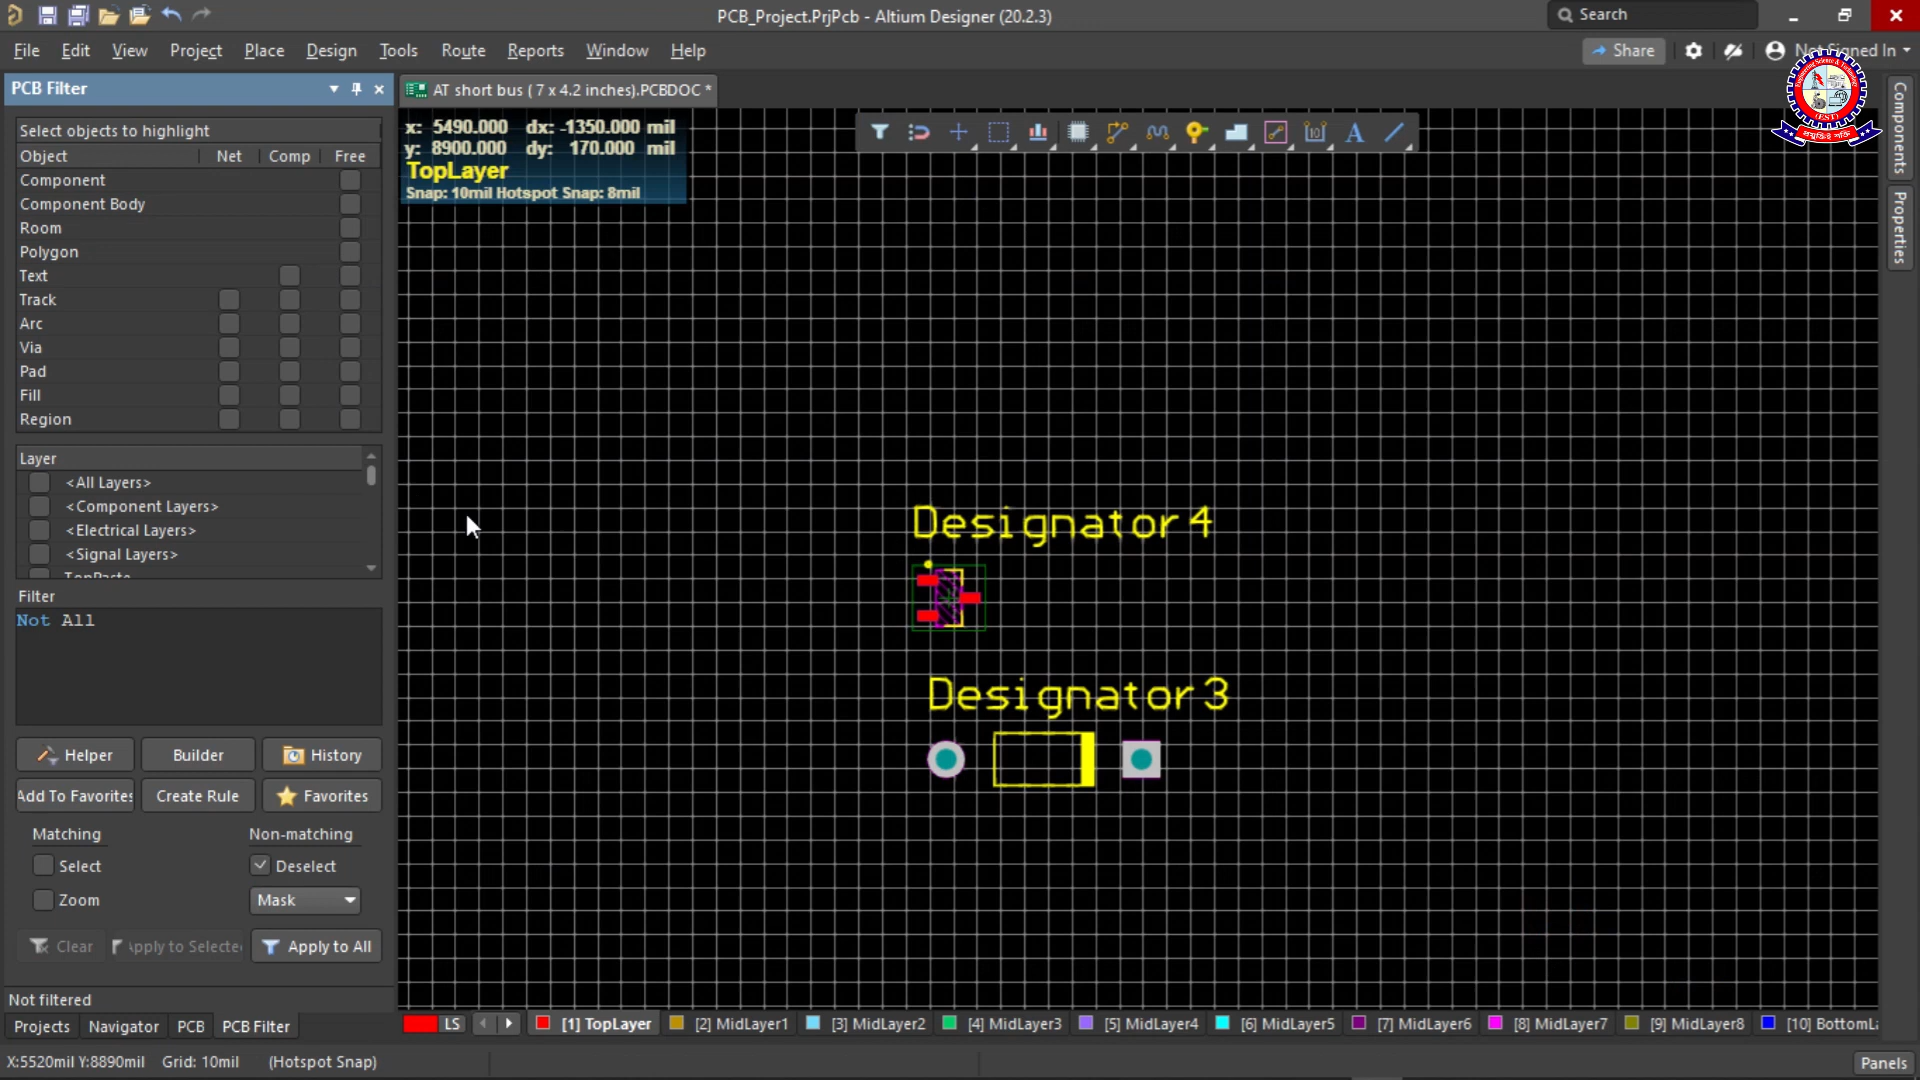 PCB_Project.PrjPcb - Altium Designer (20.2.3)
Search
File Edit View Project Place Design Tools Route Reports Window Help
Share
Not Signed In
PCB Filter
AT short bus ( 7 x 4.2 inches).PCBDOC *
Components
Properties
Select objects to highlight
Object Net Comp Free
Component
Component Body
Room
Polygon
Text
Track
Arc
Via
Pad
Fill
Region
x: 5490.000 dx: -1350.000 mil
y: 8900.000 dy: 170.000 mil
TopLayer
Snap: 10mil Hotspot Snap: 8mil
(EST)
Layer
<All Layers>
<Component Layers>
<Electrical Layers>
<Signal Layers>
TopPaste
Designator4
Designator3
Filter
Not All
Helper Builder History
Add To Favorites Create Rule Favorites
Matching Non-matching
Select Deselect
Zoom Mask
Clear Apply to Selected Apply to All
Not filtered
Projects Navigator PCB PCB Filter
LS [1] TopLayer [2] MidLayer1 [3] MidLayer2 [4] MidLayer3 [5] MidLayer4 [6] MidLayer5 [7] MidLayer6 [8] MidLayer7 [9] MidLayer8 [10] BottomLa
X:5520mil Y:8890mil Grid: 10mil (Hotspot Snap)
Panels